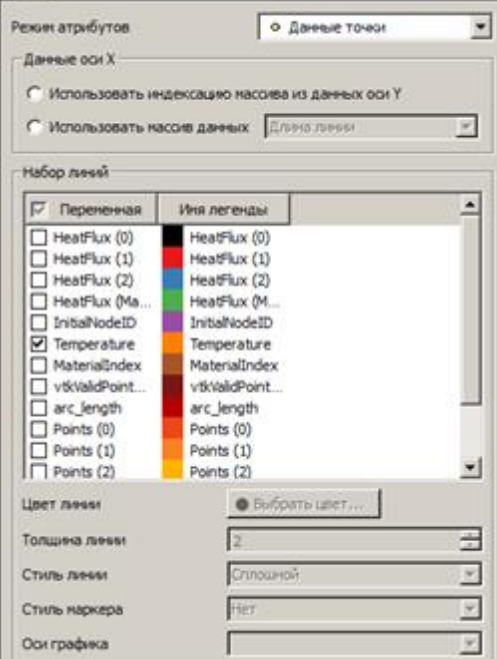 Режим атрибутов Данные точки
Данные оси X
Использовать индексацию массива из данных оси Y
Использовать массив данных Длина линии
Набор линий
Переменная Имя легенды
HeatFlux (0) HeatFlux (0)
HeatFlux (1) HeatFlux (1)
HeatFlux (2) HeatFlux (2)
HeatFlux (Ma... HeatFlux (M...
InitialNodeID InitialNodeID
Temperature Temperature
MaterialIndex MaterialIndex
vtkValidPoint... vtkValidPoint...
arc_length arc_length
Points (0) Points (0)
Points (1) Points (1)
Points (2) Points (2)
Цвет линии Выбрать цвет...
Толщина линии 2
Стиль линии Сплошной
Стиль маркера Нет
Оси графика